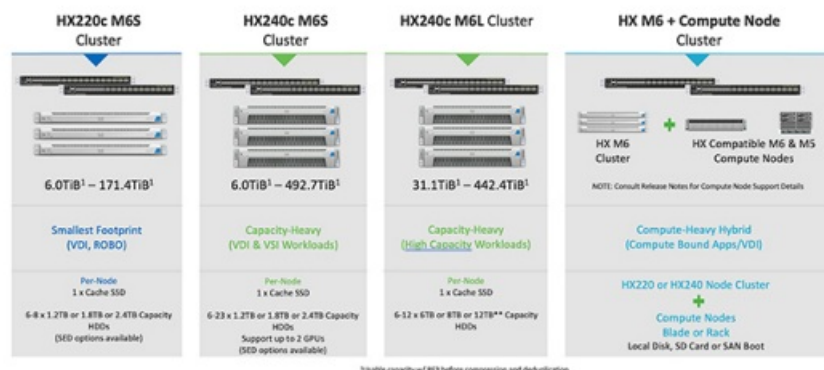 HX220c M6S
Cluster
6.0TiB¹ – 171.4TiB¹
Smallest Footprint
(VDI, ROBO)
Per-Node
1 x Cache SSD
6-8 x 1.2TB or 1.8TB or 2.4TB Capacity
HDDs
(SED options available)
HX240c M6S
Cluster
6.0TiB¹ – 492.7TiB¹
Capacity-Heavy
(VDI & VSI Workloads)
Per-Node
1 x Cache SSD
6-23 x 1.2TB or 1.8TB or 2.4TB Capacity
HDDs
Support up to 2 GPUs
(SED options available)
HX240c M6L Cluster
31.1TiB¹ – 442.4TiB¹
Capacity-Heavy
(High Capacity Workloads)
Per-Node
1 x Cache SSD
6-12 x 6TB or 8TB or 12TB** Capacity
HDDs
HX M6 + Compute Node
Cluster
HX M6
Cluster
+
HX Compatible M6 & M5
Compute Nodes
NOTE: Consult Release Notes for Compute Node Support Details
Compute-Heavy Hybrid
(Compute Bound Apps/VDI)
HX220 or HX240 Node Cluster
+
Compute Nodes
Blade or Rack
Local Disk, SD Card or SAN Boot
¹Usable capacity w/ RF3 before compression and deduplication